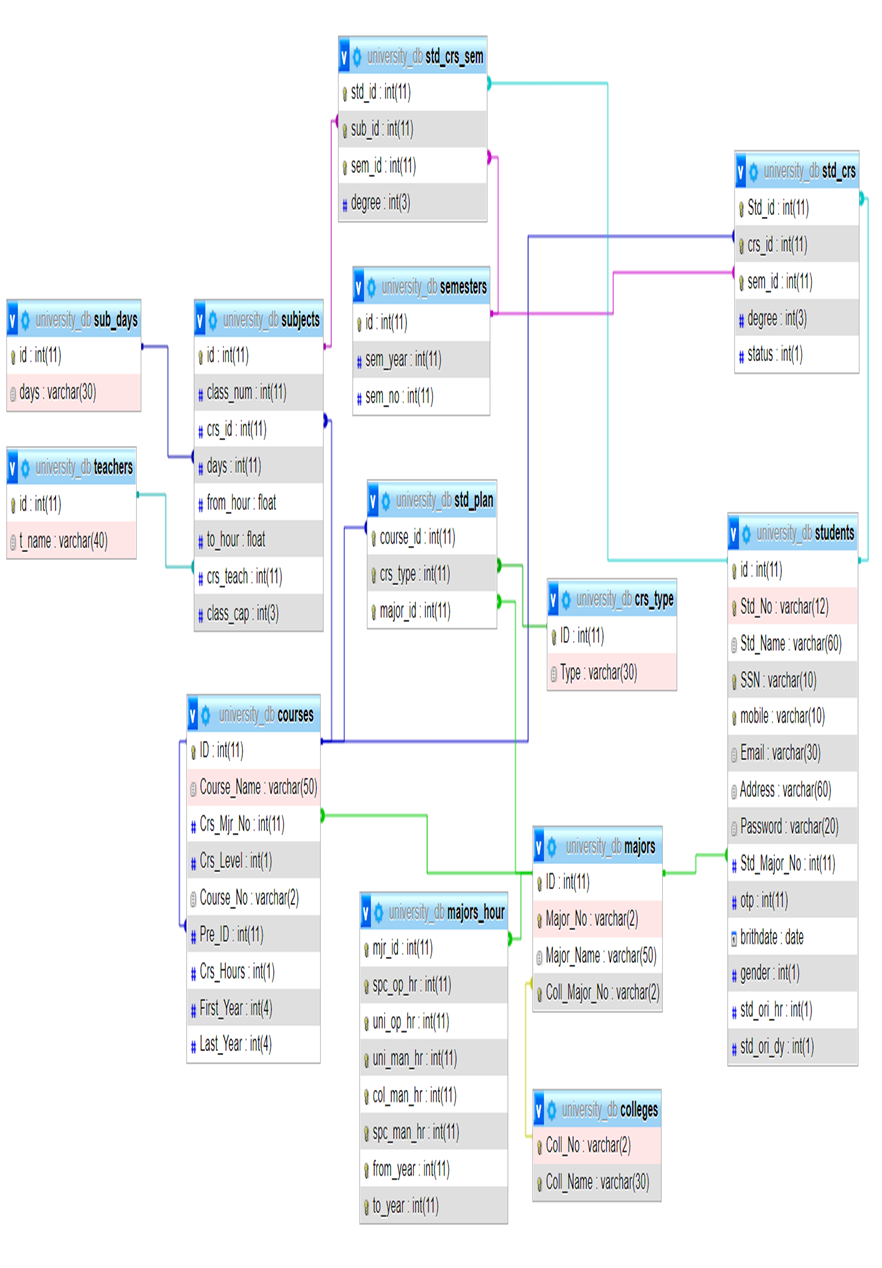 university_db std_crs_sem
std_id : int(11)
sub_id : int(11)
sem_id : int(11)
degree : int(3)
university_db std_crs
Std_id : int(11)
crs_id : int(11)
sem_id : int(11)
degree : int(3)
status : int(1)
university_db semesters
id : int(11)
sem_year : int(11)
sem_no : int(11)
university_db sub_days
id : int(11)
days : varchar(30)
university_db subjects
id : int(11)
class_num : int(11)
crs_id : int(11)
days : int(11)
from_hour : float
to_hour : float
crs_teach : int(11)
class_cap : int(3)
university_db teachers
id : int(11)
t_name : varchar(40)
university_db std_plan
course_id : int(11)
crs_type : int(11)
major_id : int(11)
university_db students
id : int(11)
Std_No : varchar(12)
Std_Name : varchar(60)
SSN : varchar(10)
mobile : varchar(10)
Email : varchar(30)
Address : varchar(60)
Password : varchar(20)
Std_Major_No : int(11)
otp : int(11)
brithdate : date
gender : int(1)
std_ori_hr : int(1)
std_ori_dy : int(1)
university_db crs_type
ID : int(11)
Type : varchar(30)
university_db courses
ID : int(11)
Course_Name : varchar(50)
Crs_Mjr_No : int(11)
Crs_Level : int(1)
Course_No : varchar(2)
Pre_ID : int(11)
Crs_Hours : int(1)
First_Year : int(4)
Last_Year : int(4)
university_db majors
ID : int(11)
Major_No : varchar(2)
Major_Name : varchar(50)
Coll_Major_No : varchar(2)
university_db majors_hour
mjr_id : int(11)
spc_op_hr : int(11)
uni_op_hr : int(11)
uni_man_hr : int(11)
col_man_hr : int(11)
spc_man_hr : int(11)
from_year : int(11)
to_year : int(11)
university_db colleges
Coll_No : varchar(2)
Coll_Name : varchar(30)